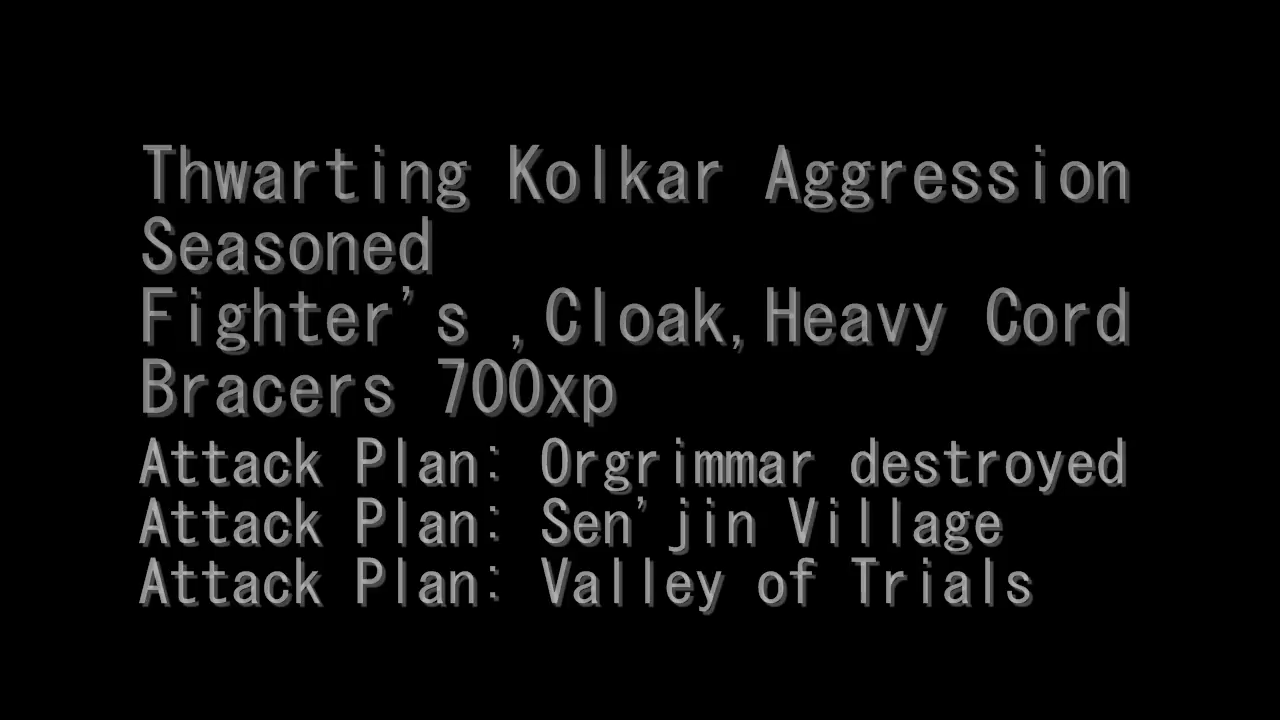 Thwarting Kolkar Aggression
Seasoned
Fighter's ,Cloak,Heavy Cord
Bracers 700xp
Attack Plan: Orgrimmar destroyed
Attack Plan: Sen'jin Village
Attack Plan: Valley of Trials